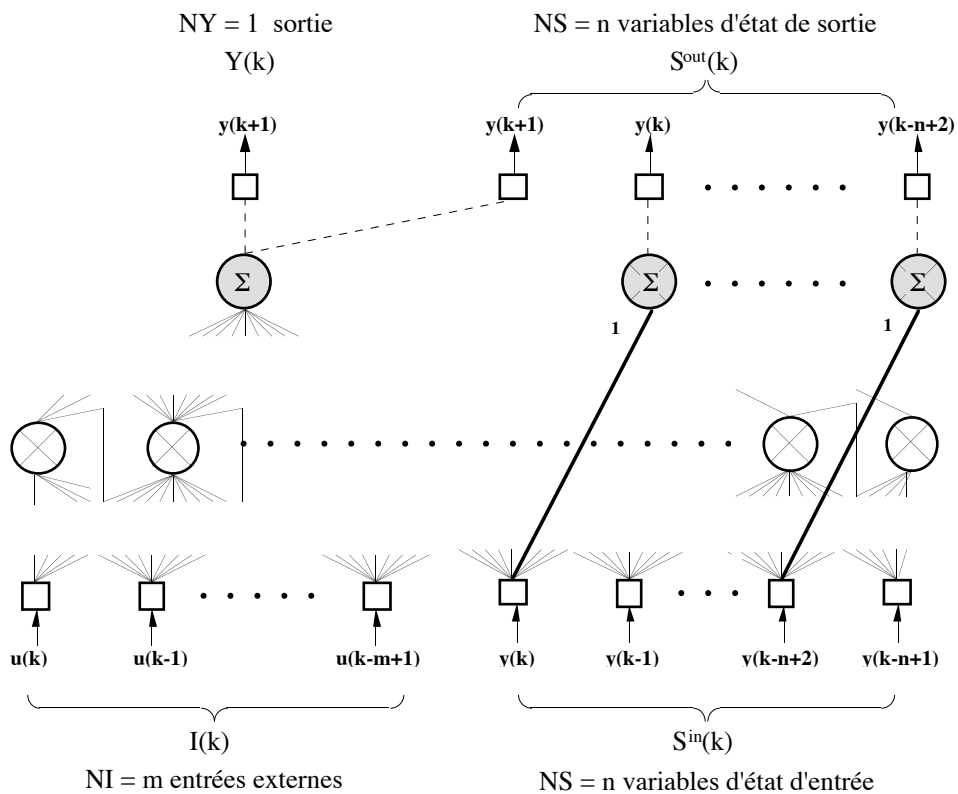 NY = 1 sortie
NS = n variables d'état de sortie
Y(k)
S^out(k)
y(k+1)
y(k+1)
y(k)
y(k-n+2)
Σ
Σ
Σ
1
1
u(k)
u(k-1)
u(k-m+1)
y(k)
y(k-1)
y(k-n+2)
y(k-n+1)
I(k)
S^in(k)
NI = m entrées externes
NS = n variables d'état d'entrée